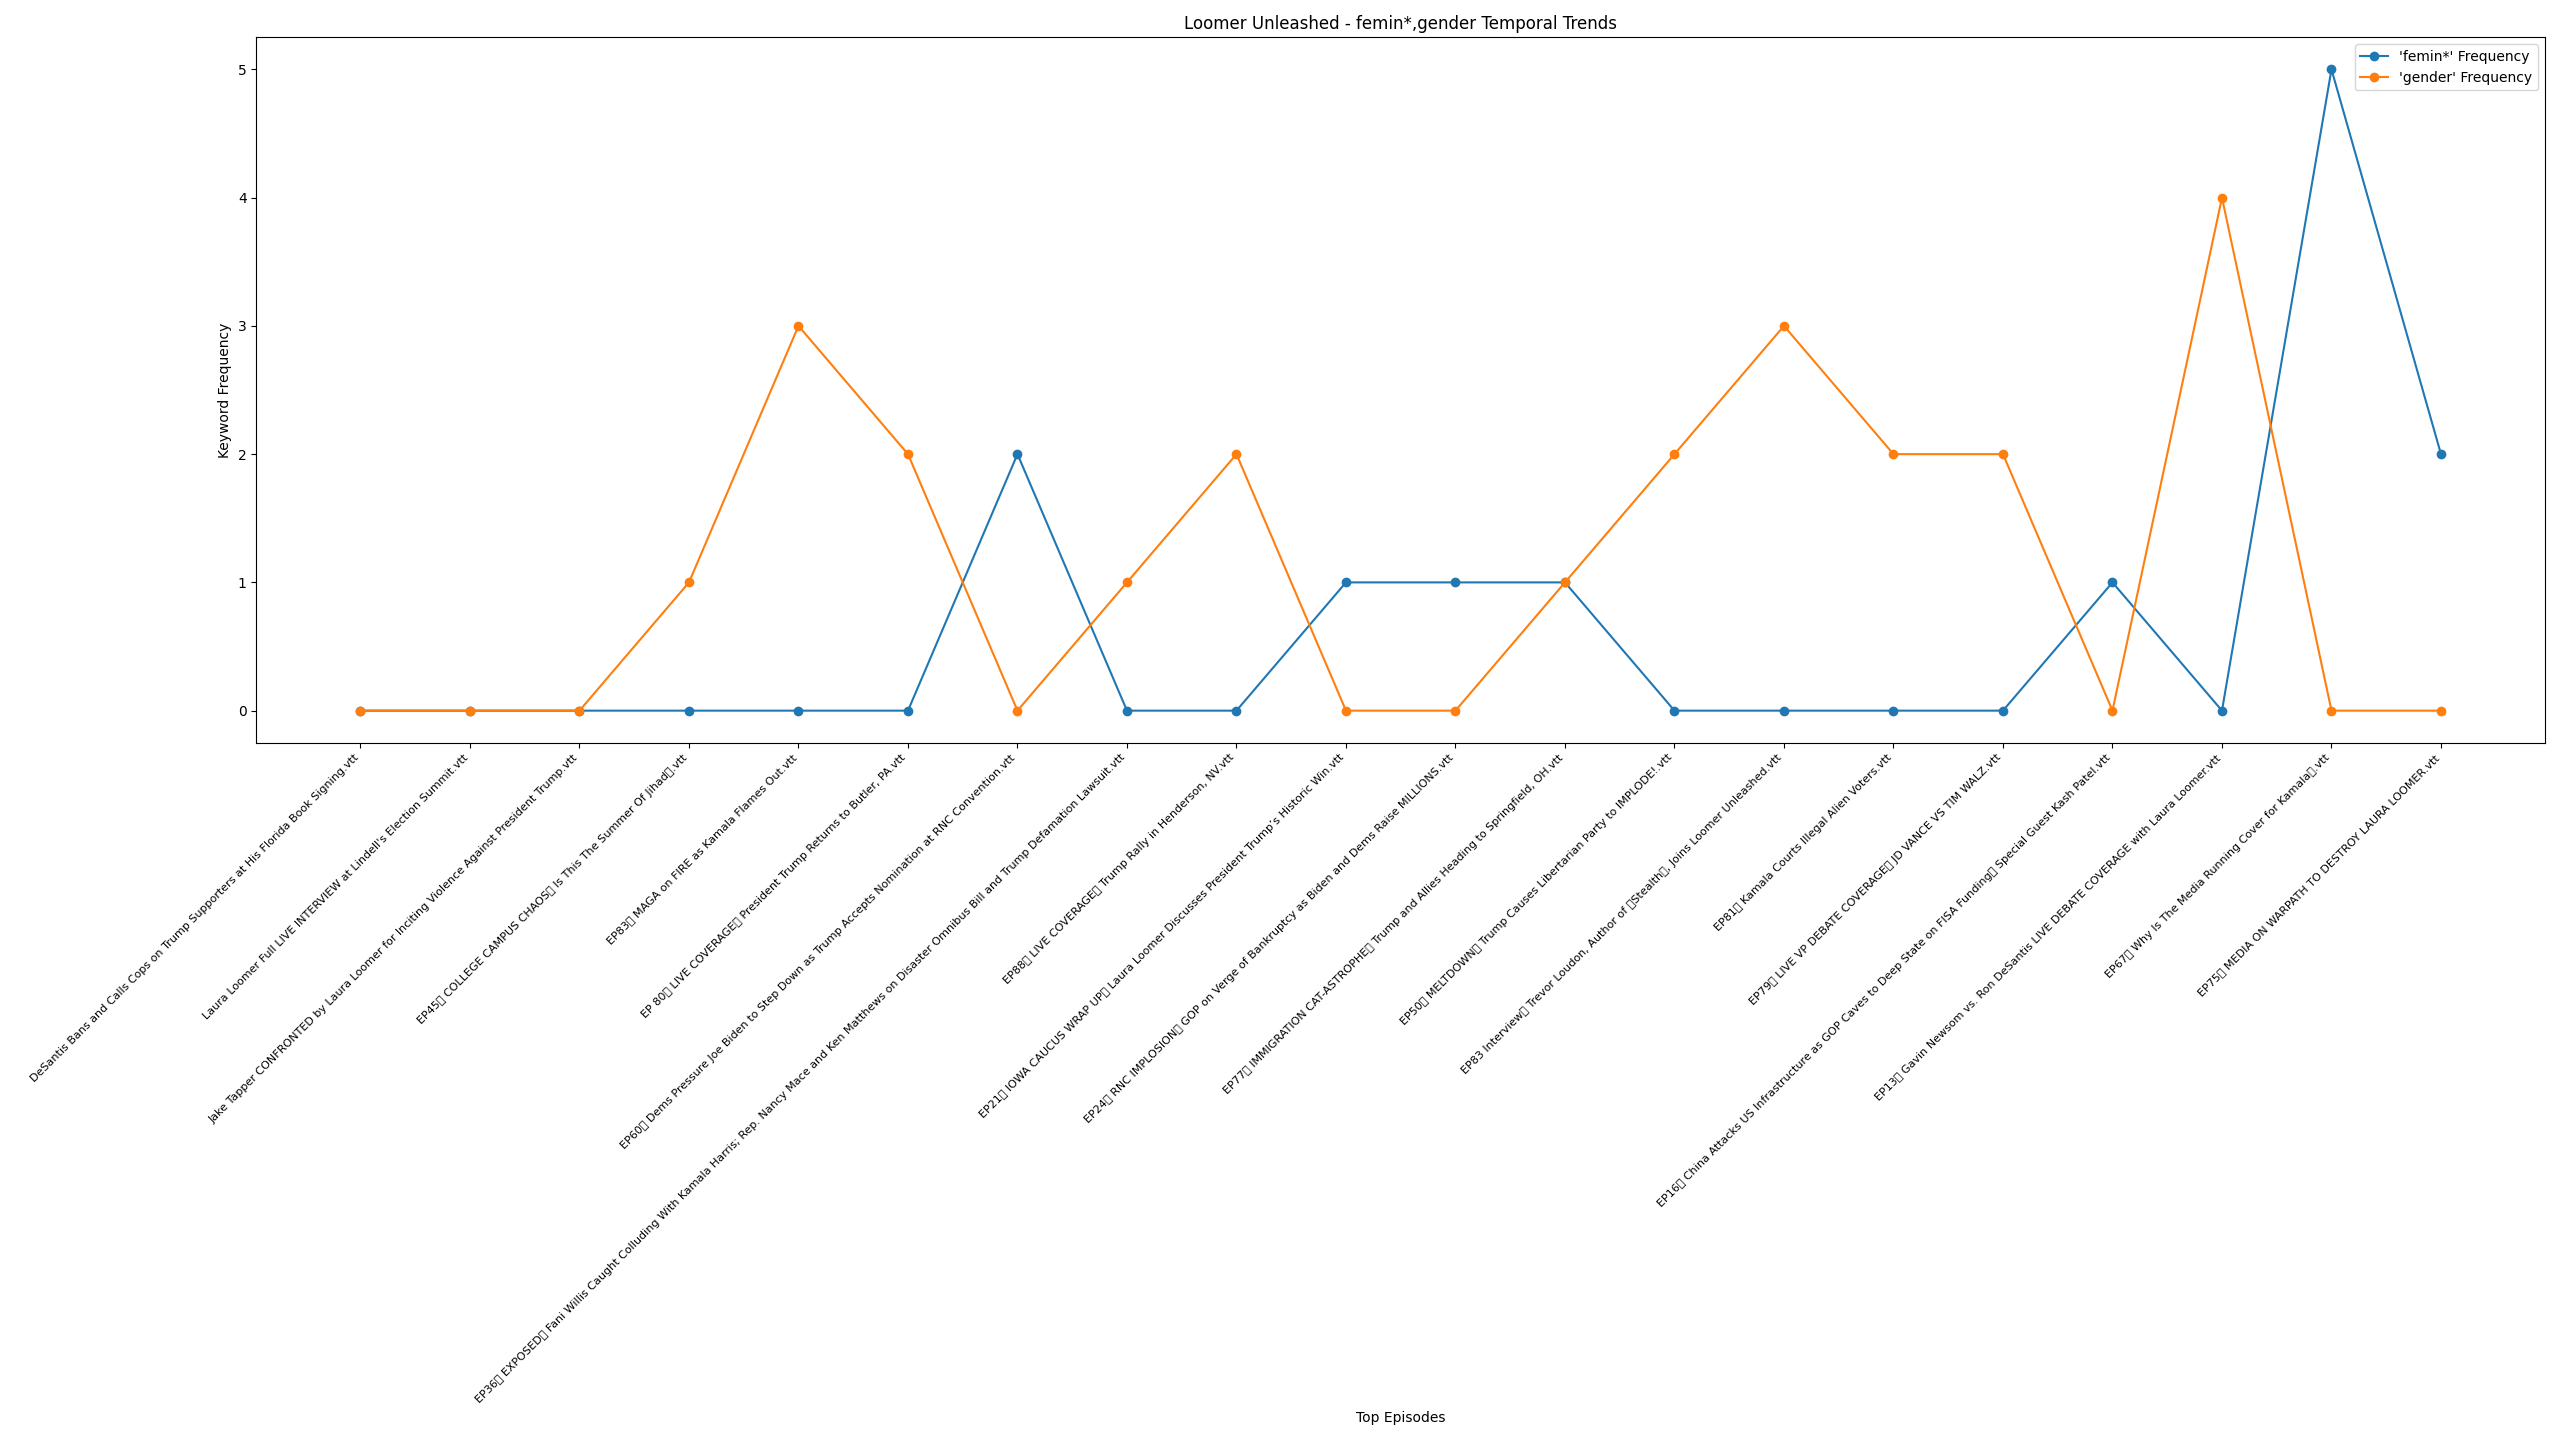 Loomer Unleashed - femin*,gender Temporal Trends
'femin*' Frequency
'gender' Frequency
Keyword Frequency
5
4
3
2
1
0
DeSantis Bans and Calls Cops on Trump Supporters at His Florida Book Signing.vtt
Laura Loomer Full LIVE INTERVIEW at Lindell's Election Summit.vtt
Jake Tapper CONFRONTED by Laura Loomer for Inciting Violence Against President Trump.vtt
EP45▯ COLLEGE CAMPUS CHAOS▯ Is This The Summer Of Jihad▯.vtt
EP83▯ MAGA on FIRE as Kamala Flames Out.vtt
EP 80▯ LIVE COVERAGE▯ President Trump Returns to Butler, PA.vtt
EP60▯ Dems Pressure Joe Biden to Step Down as Trump Accepts Nomination at RNC Convention.vtt
EP36▯ EXPOSED▯ Fani Willis Caught Colluding With Kamala Harris; Rep. Nancy Mace and Ken Matthews on Disaster Omnibus Bill and Trump Defamation Lawsuit.vtt
EP88▯ LIVE COVERAGE▯ Trump Rally in Henderson, NV.vtt
EP21▯ IOWA CAUCUS WRAP UP▯ Laura Loomer Discusses President Trump's Historic Win.vtt
EP24▯ RNC IMPLOSION▯ GOP on Verge of Bankruptcy as Biden and Dems Raise MILLIONS.vtt
EP77▯ IMMIGRATION CAT-ASTROPHE▯ Trump and Allies Heading to Springfield, OH.vtt
EP50▯ MELTDOWN▯ Trump Causes Libertarian Party to IMPLODE!.vtt
EP83 Interview▯ Trevor Loudon, Author of ▯Stealth▯, Joins Loomer Unleashed.vtt
EP81▯ Kamala Courts Illegal Alien Voters.vtt
EP79▯ LIVE VP DEBATE COVERAGE▯ JD VANCE VS TIM WALZ.vtt
EP16▯ China Attacks US Infrastructure as GOP Caves to Deep State on FISA Funding▯ Special Guest Kash Patel.vtt
EP13▯ Gavin Newsom vs. Ron DeSantis LIVE DEBATE COVERAGE with Laura Loomer.vtt
EP67▯ Why Is The Media Running Cover for Kamala▯.vtt
EP75▯ MEDIA ON WARPATH TO DESTROY LAURA LOOMER.vtt
Top Episodes